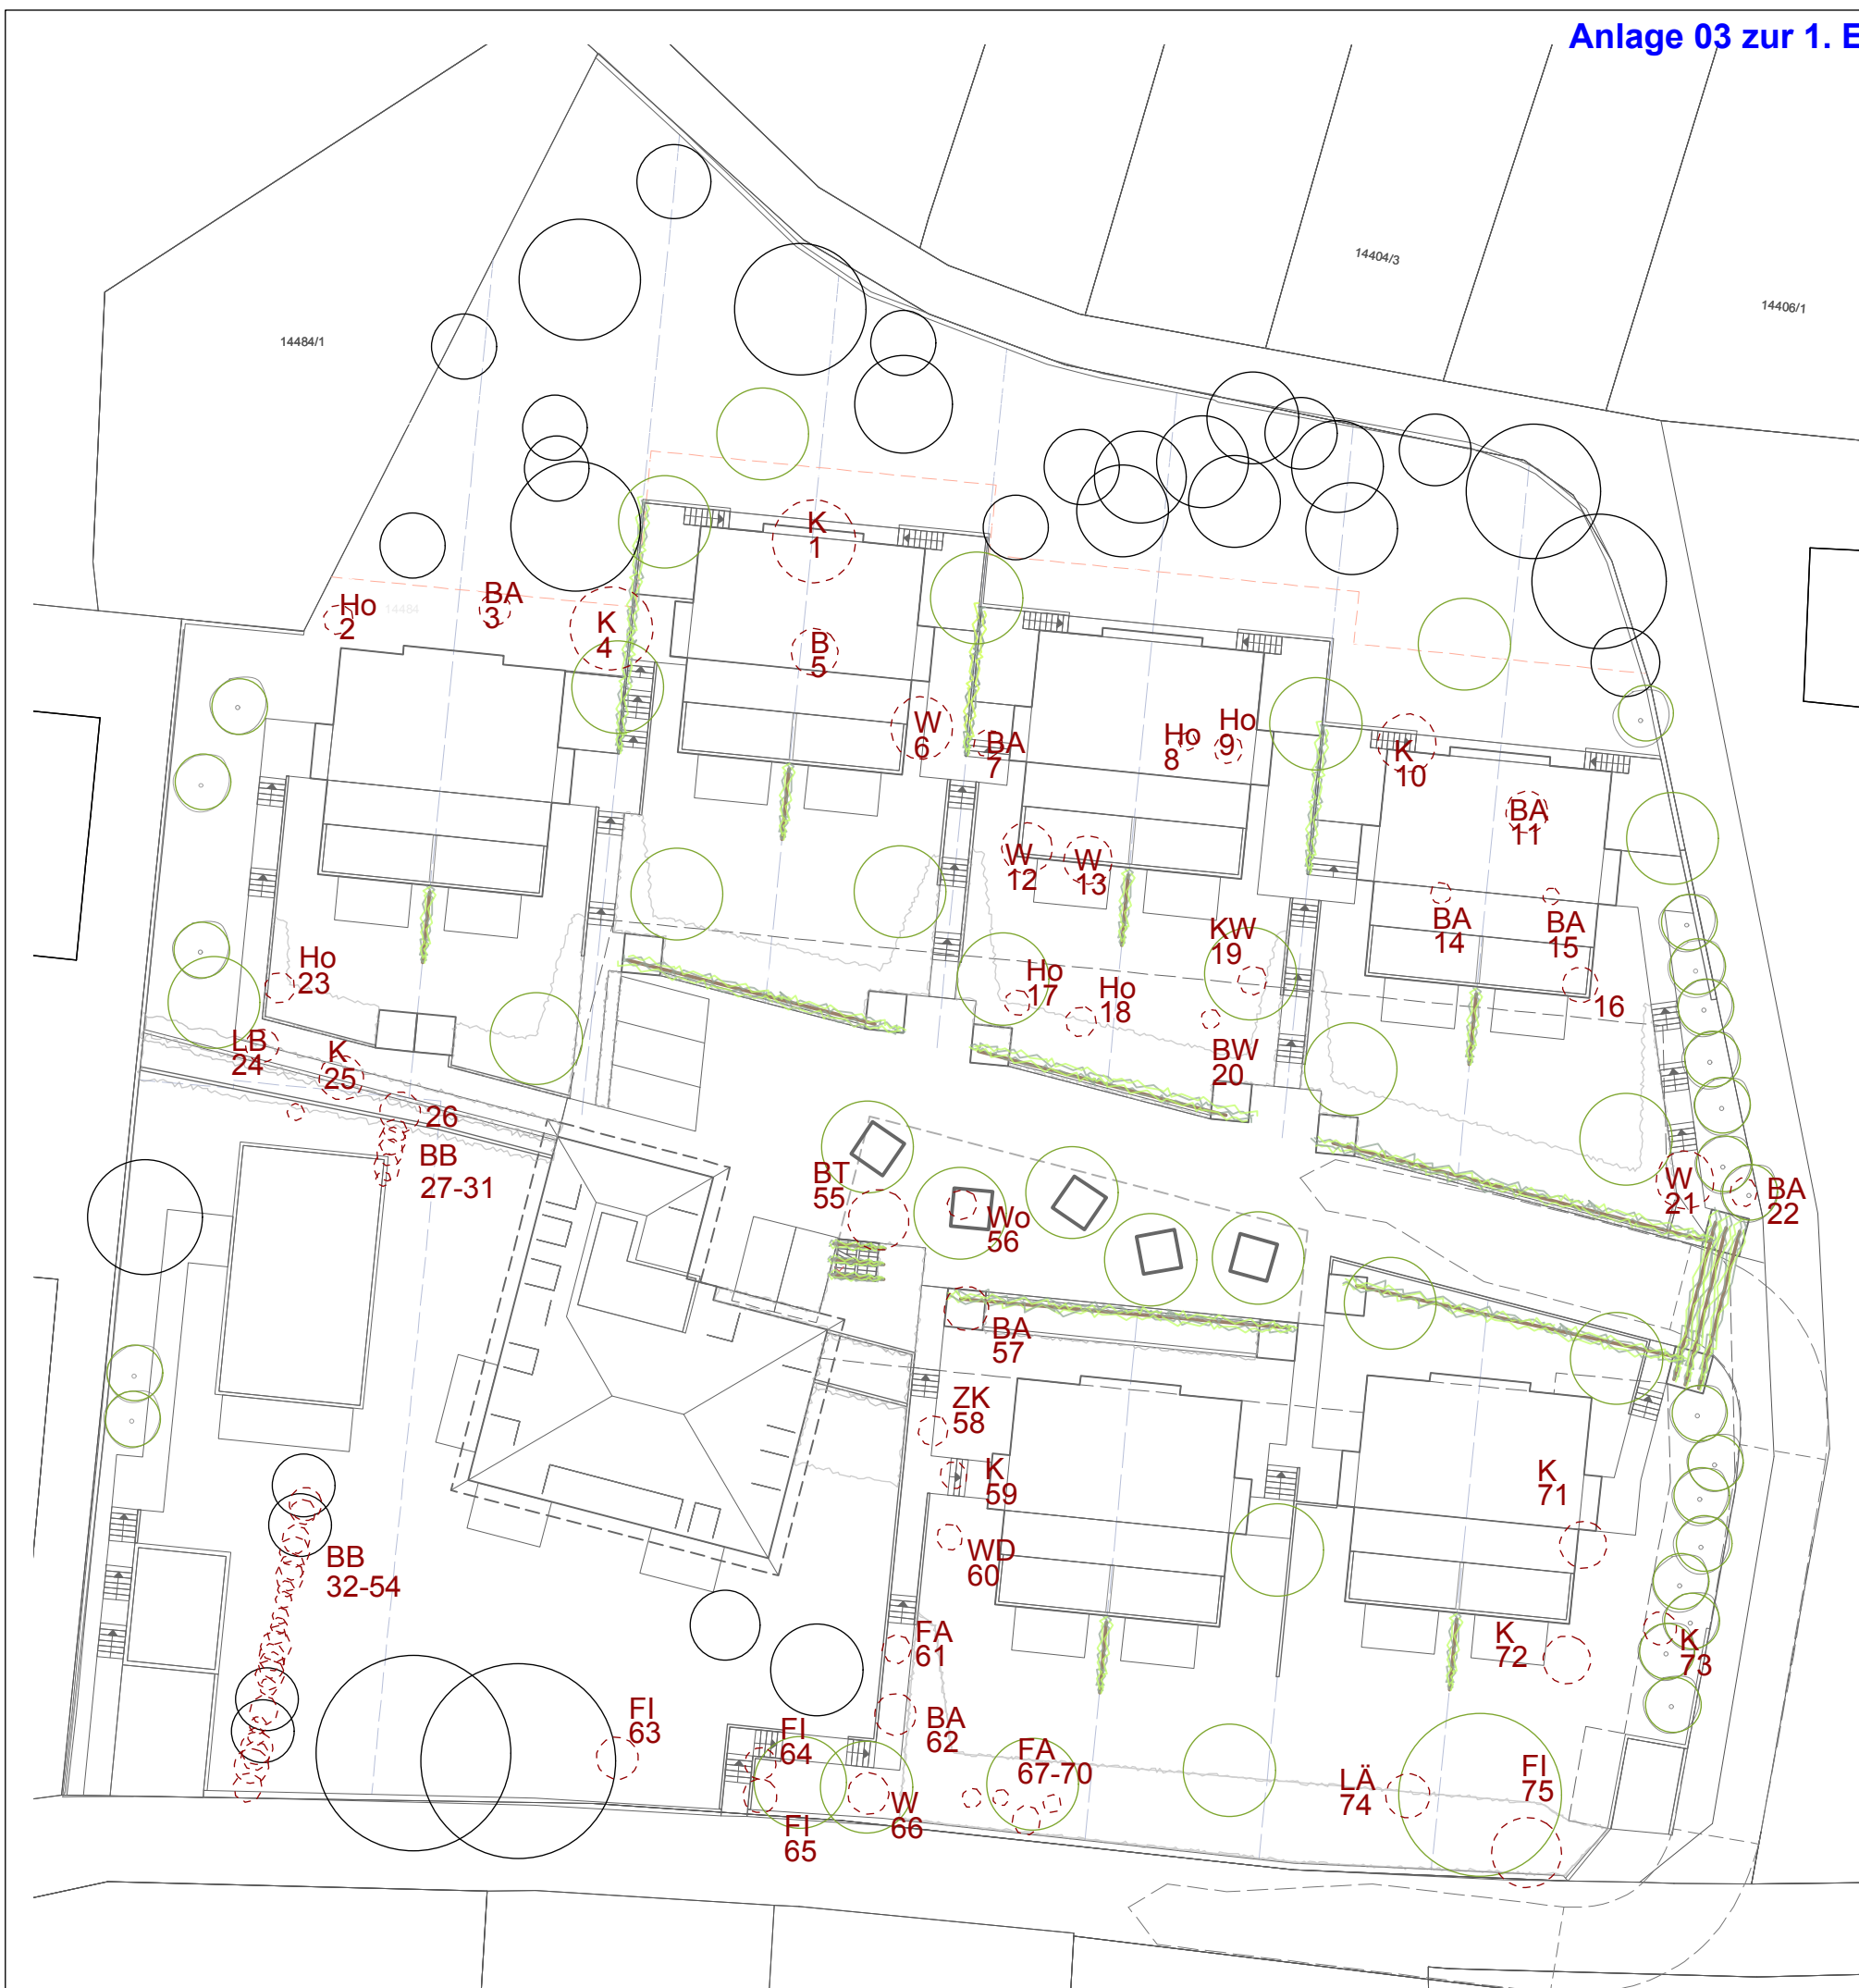 Anlage 03 zur 1. E
14404/3
14406/1
14484/1
K
1
Ho
2
BA
3
14484
K
4
B
5
W
6
BA
7
Ho
8
Ho
9
K
10
BA
11
W
12
W
13
BA
14
BA
15
16
Ho
17
Ho
18
KW
19
BW
20
W
21
BA
22
Ho
23
LB
24
K
25
26
BB
27-31
BB
32-54
BT
55
Wo
56
BA
57
ZK
58
K
59
WD
60
FA
61
BA
62
FI
63
FI
64
FI
65
W
66
FA
67-70
K
71
K
72
K
73
LÄ
74
FI
75